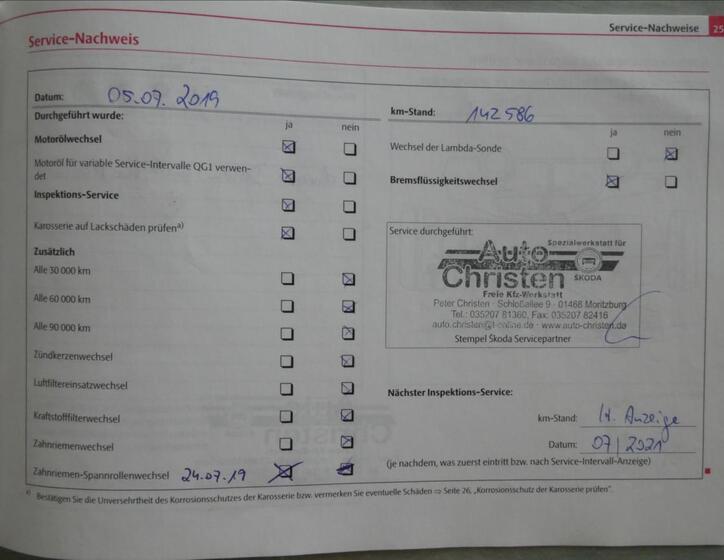 Service-Nachweise 25
Service-Nachweis
Datum: 05.07. 2019
Durchgeführt wurde:
ja nein
Motorölwechsel
Motoröl für variable Service-Intervalle QG1 verwen-
det
Inspektions-Service
Karosserie auf Lackschäden prüfena)
Zusätzlich
Alle 30 000 km
Alle 60 000 km
Alle 90 000 km
Zündkerzenwechsel
Luftfiltereinsatzwechsel
Kraftstofffilterwechsel
Zahnriemenwechsel
Zahnriemen-Spannrollenwechsel 24.07.19
km-Stand: 142 586
ja nein
Wechsel der Lambda-Sonde
Bremsflüssigkeitswechsel
Service durchgeführt:
Spezialwerkstatt für
Auto
Christen
ŠKODA
Freie Kfz-Werkstatt
Peter Christen · Schloßallee 9 · 01468 Moritzburg
Tel.: 035207 81360, Fax: 035207 82416
auto.christen@t-online.de · www.auto-christen.de
Stempel Škoda Servicepartner
Nächster Inspektions-Service:
km-Stand: lt. Anzeige
Datum: 07/2021
(je nachdem, was zuerst eintritt bzw. nach Service-Intervall-Anzeige)
a) Bestätigen Sie die Unversehrtheit des Korrosionsschutzes der Karosserie bzw. vermerken Sie eventuelle Schäden ⇒ Seite 26, „Korrosionsschutz der Karosserie prüfen“.